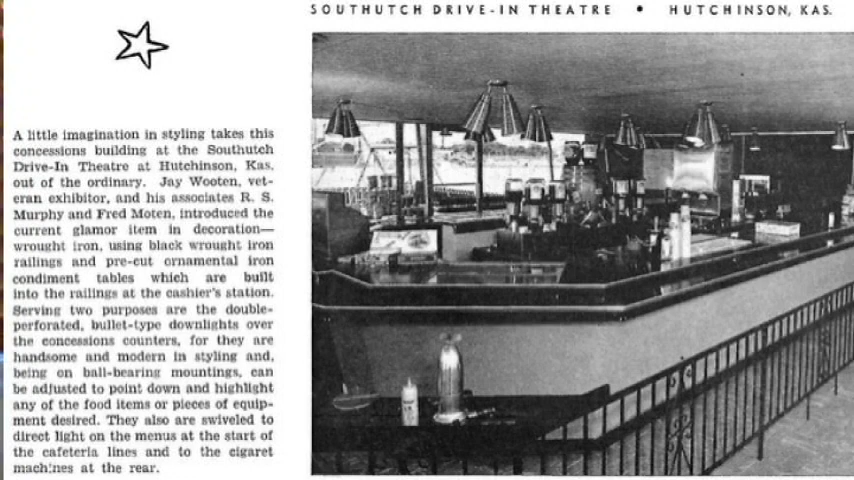 SOUTHUTCH DRIVE-IN THEATRE • HUTCHINSON, KAS.
A little imagination in styling takes this
concessions building at the Southutch
Drive-In Theatre at Hutchinson, Kas.
out of the ordinary. Jay Wooten, vet-
eran exhibitor, and his associates R. S.
Murphy and Fred Moten, introduced the
current glamor item in decoration—
wrought iron, using black wrought iron
railings and pre-cut ornamental iron
condiment tables which are built
into the railings at the cashier's station.
Serving two purposes are the double-
perforated, bullet-type downlights over
the concessions counters, for they are
handsome and modern in styling and,
being on ball-bearing mountings, can
be adjusted to point down and highlight
any of the food items or pieces of equip-
ment desired. They also are swiveled to
direct light on the menus at the start of
the cafeteria lines and to the cigaret
machines at the rear.